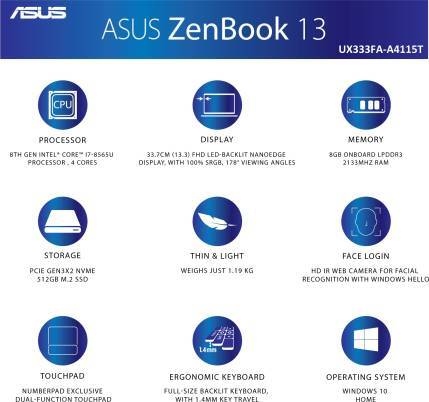 ASUS
ASUS ZenBook 13
UX333FA-A4115T
CPU
PROCESSOR
8TH GEN INTEL® CORE™ I7-8565U
PROCESSOR , 4 CORES
DISPLAY
33.7CM (13.3) FHD LED-BACKLIT NANOEDGE
DISPLAY, WITH 100% SRGB, 178° VIEWING ANGLES
MEMORY
8GB ONBOARD LPDDR3
2133MHZ RAM
STORAGE
PCIE GEN3X2 NVME
512GB M.2 SSD
THIN & LIGHT
WEIGHS JUST 1.19 KG
FACE LOGIN
HD IR WEB CAMERA FOR FACIAL
RECOGNITION WITH WINDOWS HELLO
TOUCHPAD
NUMBERPAD EXCLUSIVE
DUAL-FUNCTION TOUCHPAD
1.4mm
ERGONOMIC KEYBOARD
FULL-SIZE BACKLIT KEYBOARD,
WITH 1.4MM KEY TRAVEL
OPERATING SYSTEM
WINDOWS 10
HOME